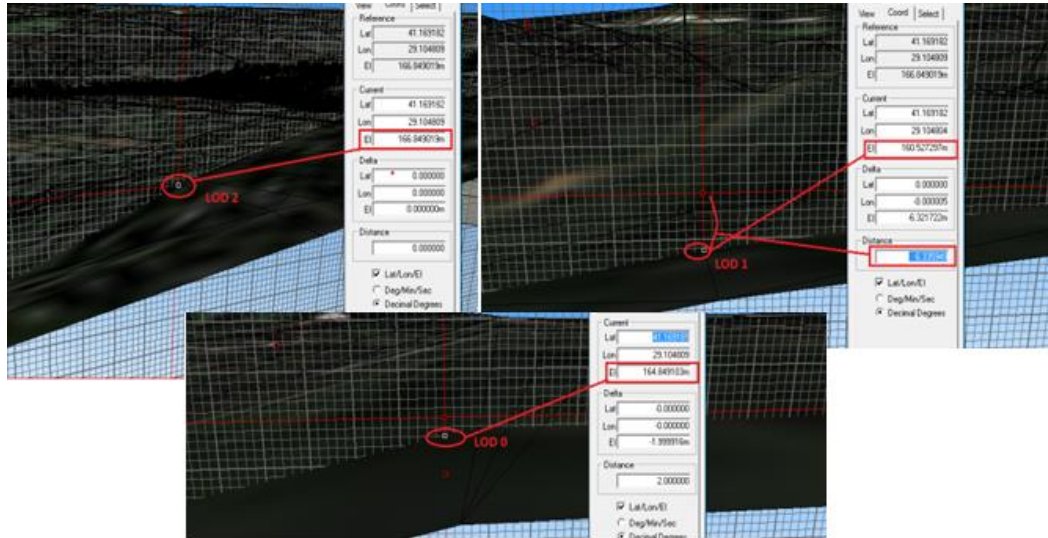 View Coord Select
Reference
Lat 41.169182
Lon 29.104809
El 166.849019m
Current
Lat 41.169182
Lon 29.104809
El 166.849019m
Delta
Lat 0.000000
Lon 0.000000
El 0.000000m
Distance
0.000000
Lat/Lon/El
Deg/Min/Sec
Decimal Degrees
LOD 2
View Coord Select
Reference
Lat 41.169182
Lon 29.104809
El 166.849019m
Current
Lat 41.169182
Lon 29.104804
El 160.527297m
Delta
Lat 0.000000
Lon -0.000005
El 6.321722m
Distance
Lat/Lon/El
Deg/Min/Sec
Decimal Degrees
LOD 1
Current
Lat
Lon 29.104809
El 164.849103m
Delta
Lat -0.000000
Lon -0.000000
El -1.999916m
Distance
2.000000
Lat/Lon/El
Deg/Min/Sec
Decimal Degrees
LOD 0